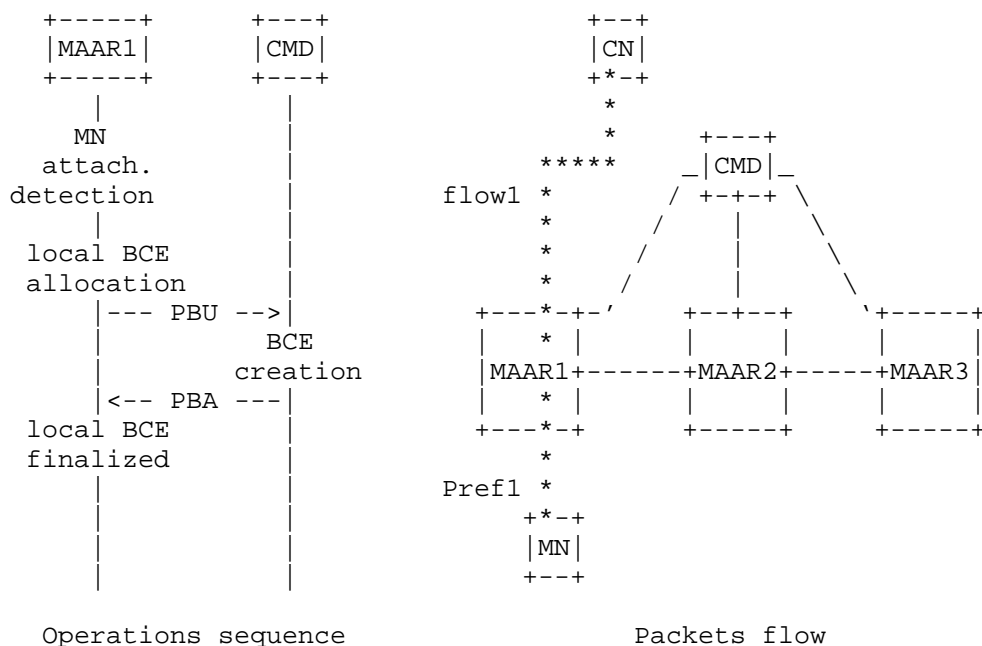 +-----+ +---+ +--+
|MAAR1| |CMD| |CN|
+-----+ +---+ +*-+
| | *
MN | * +---+
attach. | ***** _|CMD|_
detection | flow1 * / +-+-+ \
| | * / | \
local BCE | * / | \
allocation | * / | \
|--- PBU -->| +---*-+-' +--+--+ `+-----+
| BCE | * | | | | |
| creation |MAAR1+------+MAAR2+-----+MAAR3|
|<-- PBA ---| | * | | | | |
local BCE | +---*-+ +-----+ +-----+
finalized | *
| | Pref1 *
| | +*-+
| | |MN|
| | +--+
Operations sequence Packets flow